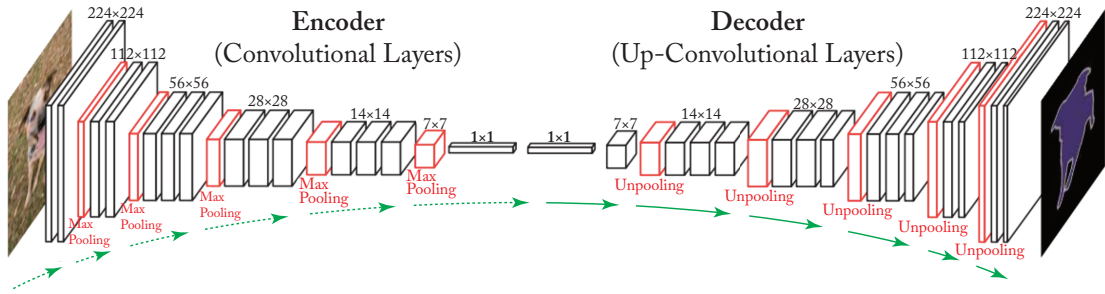 Encoder
(Convolutional Layers)
Decoder
(Up-Convolutional Layers)
224×224
112×112
56×56
28×28
14×14
7×7
1×1
1×1
7×7
14×14
28×28
56×56
112×112
224×224
Max
Pooling
Max
Pooling
Max
Pooling
Max
Pooling
Max
Pooling
Unpooling
Unpooling
Unpooling
Unpooling
Unpooling